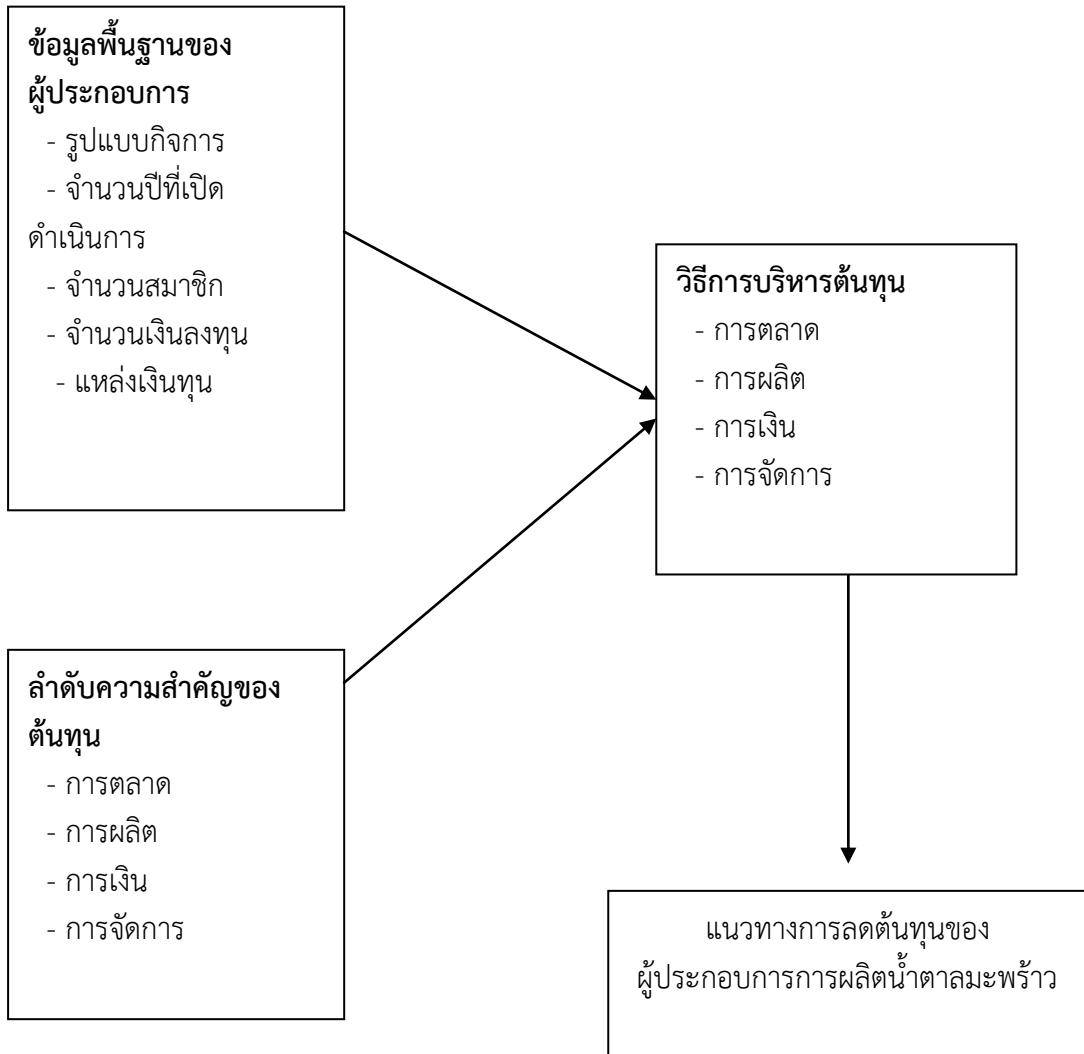 ข้อมูลพื้นฐานของ
ผู้ประกอบการ
- รูปแบบกิจการ
- จำนวนปีที่เปิด
ดำเนินการ
- จำนวนสมาชิก
- จำนวนเงินลงทุน
- แหล่งเงินทุน
วิธีการบริหารต้นทุน
- การตลาด
- การผลิต
- การเงิน
- การจัดการ
ลำดับความสำคัญของ
ต้นทุน
- การตลาด
- การผลิต
- การเงิน
- การจัดการ
แนวทางการลดต้นทุนของ
ผู้ประกอบการการผลิตน้ำตาลมะพร้าว